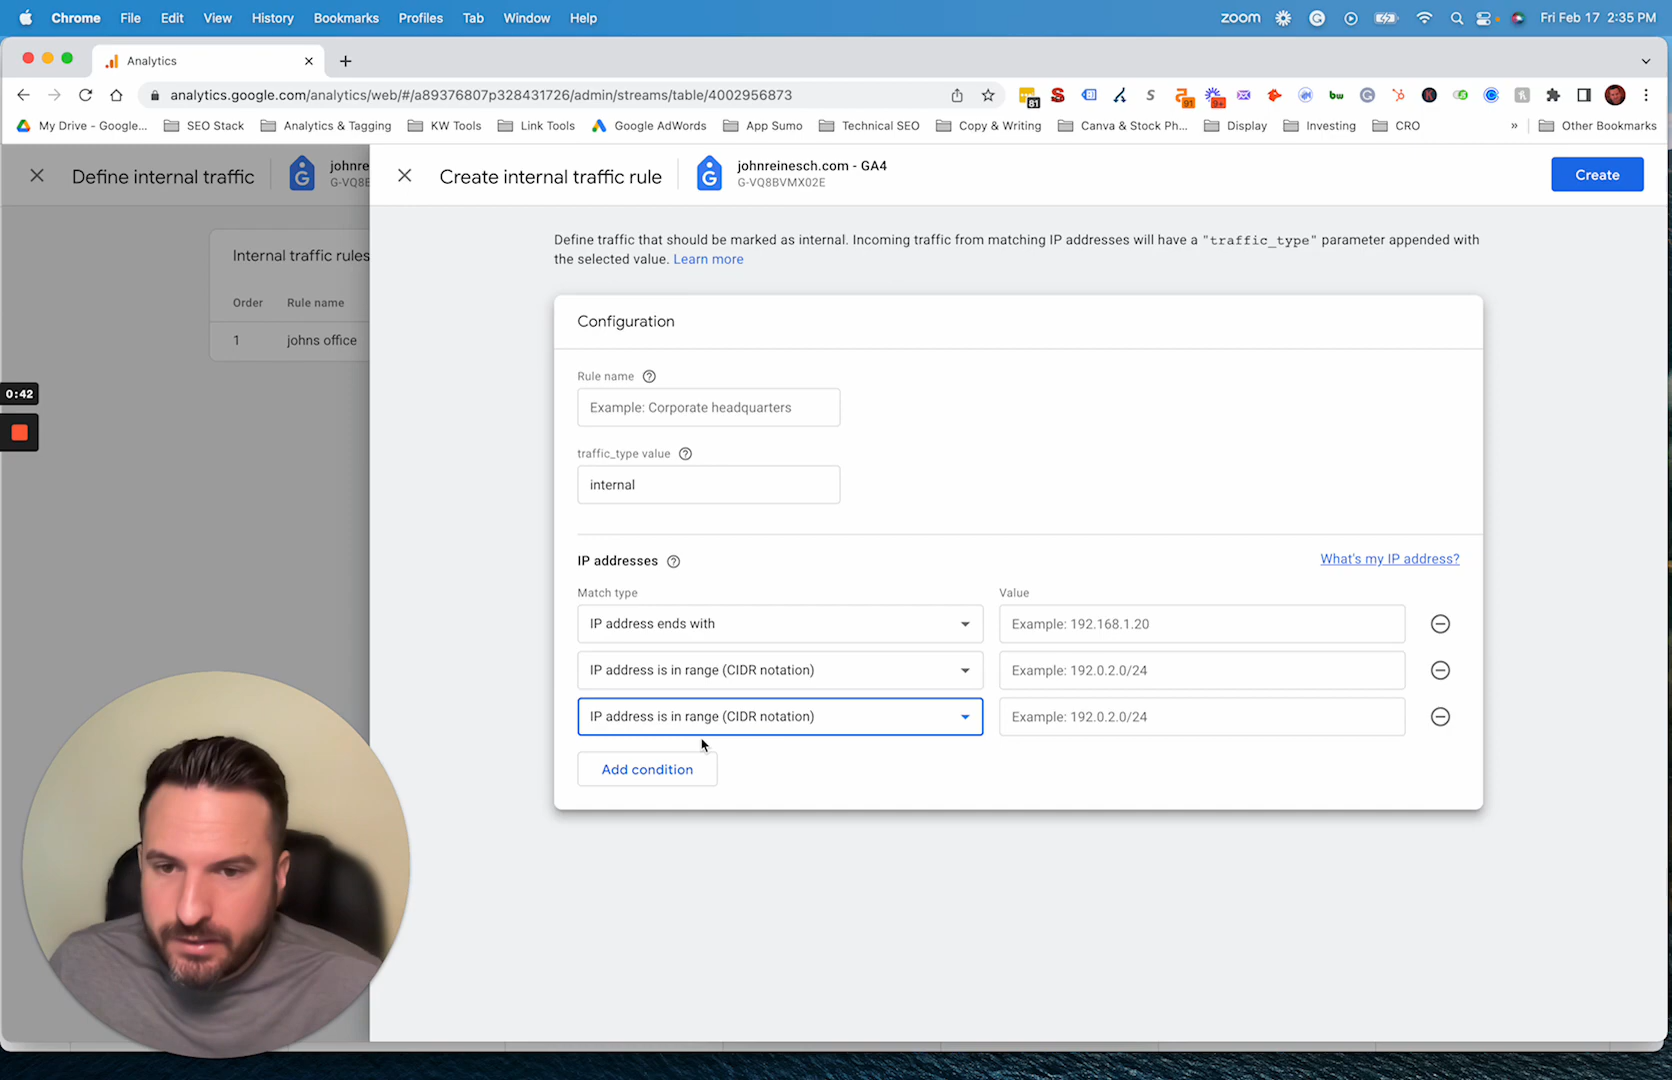 Chrome File Edit View History Bookmarks Profiles Tab Window Help zoom Fri Feb 17 2:35 PM
Analytics
analytics.google.com/analytics/web/#/a89376807p328431726/admin/streams/table/4002956873
81 91 9+ bw
My Drive - Google... SEO Stack Analytics & Tagging KW Tools Link Tools Google AdWords App Sumo Technical SEO Copy & Writing Canva & Stock Ph... Display Investing CRO » Other Bookmarks
Define internal traffic
johnre
G-VQ8E
Create internal traffic rule
johnreinesch.com - GA4
G-VQ8BVMX02E
Create
Define traffic that should be marked as internal. Incoming traffic from matching IP addresses will have a "traffic_type" parameter appended with
the selected value. Learn more
Internal traffic rules
Order Rule name
1 johns office
0:42
Configuration
Rule name
Example: Corporate headquarters
traffic_type value
internal
IP addresses
What's my IP address?
Match type Value
IP address ends with Example: 192.168.1.20
IP address is in range (CIDR notation) Example: 192.0.2.0/24
IP address is in range (CIDR notation) Example: 192.0.2.0/24
Add condition